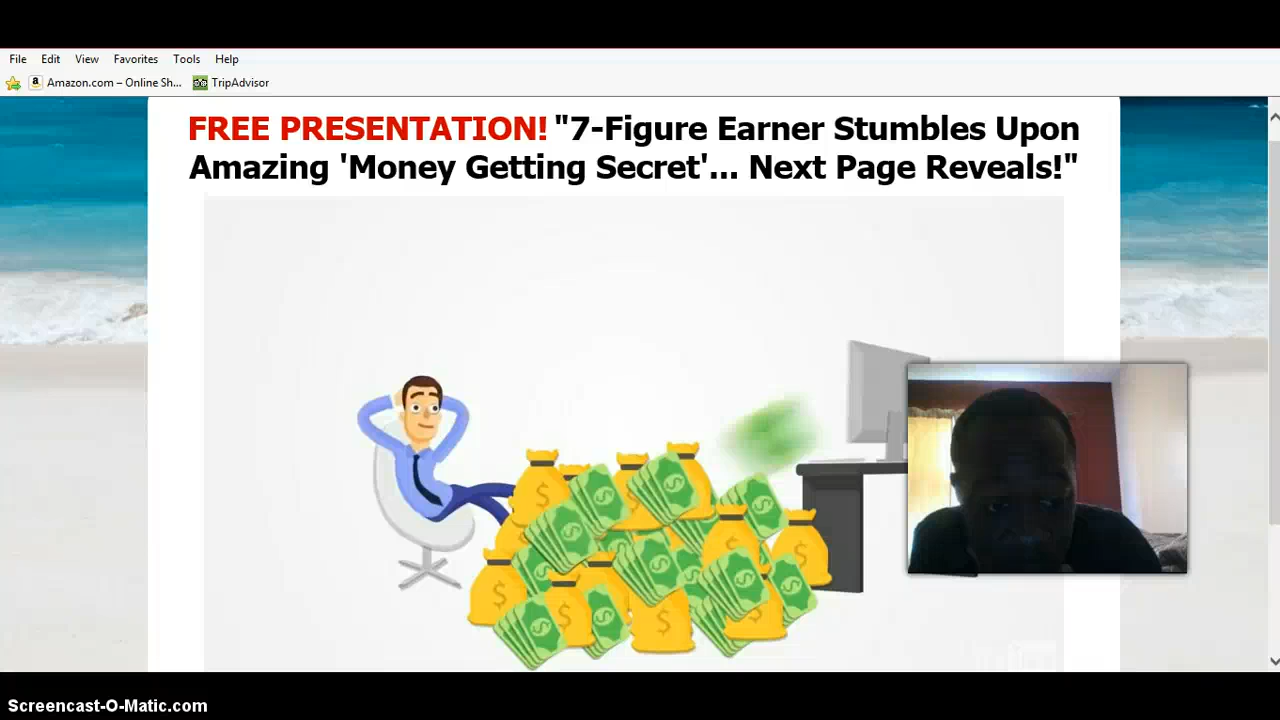 File Edit View Favorites Tools Help
Amazon.com – Online Sh... TripAdvisor
FREE PRESENTATION! "7-Figure Earner Stumbles Upon
Amazing 'Money Getting Secret'... Next Page Reveals!"
Screencast-O-Matic.com